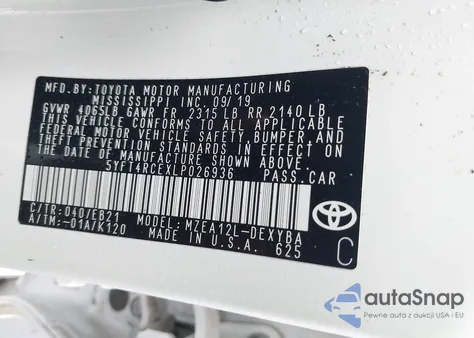 MFD. BY: TOYOTA MOTOR MANUFACTURING
MISSISSIPPI INC. 09/19
GVWR 4065LB GAWR FR 2315 LB RR 2140 LB
THIS VEHICLE CONFORMS TO ALL APPLICABLE
FEDERAL MOTOR VEHICLE SAFETY, BUMPER, AND
THEFT PREVENTION STANDARDS IN EFFECT ON
THE DATE OF MANUFACTURE SHOWN ABOVE.
5YFT4RCEXLP026936 PASS. CAR
C/TR: 040/EB21 MODEL: MZEA12L-DEXYBA
A/TM: -01A/K120 MADE IN U.S.A. 625
C
autoSnap
Pewne auta z aukcji USA i EU